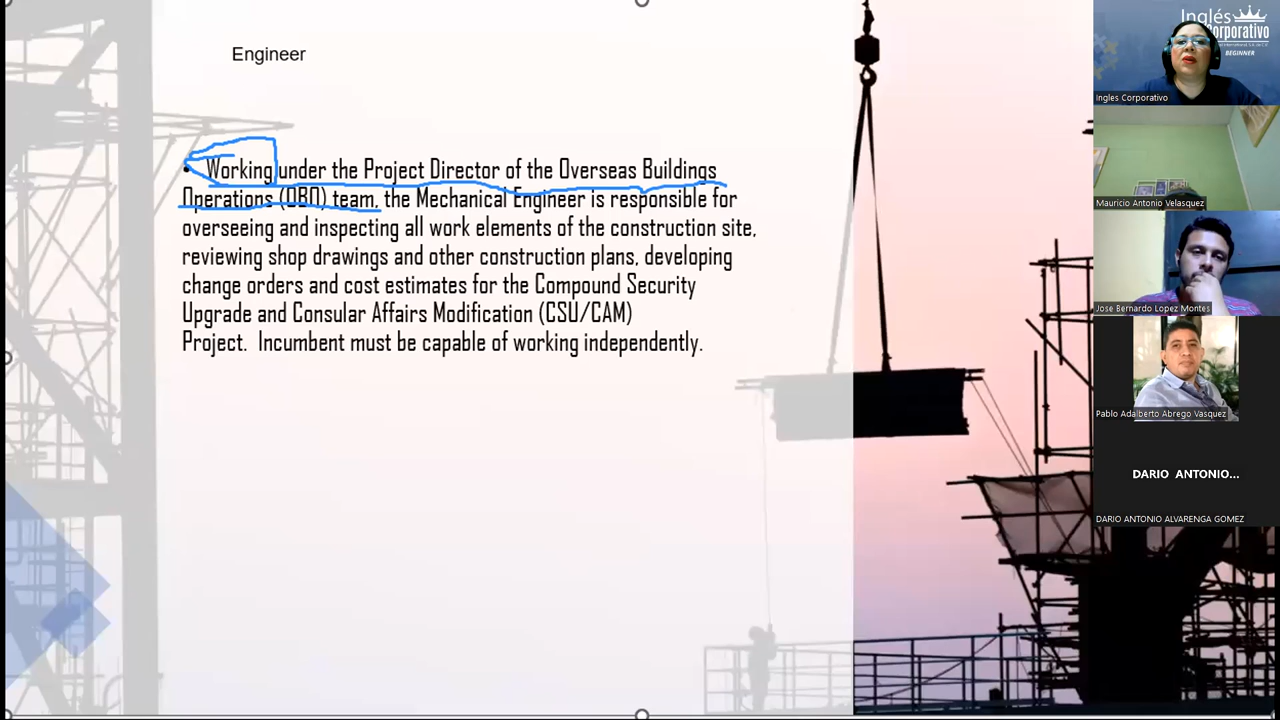 Engineer
• Working under the Project Director of the Overseas Buildings
Operations (OBO) team, the Mechanical Engineer is responsible for
overseeing and inspecting all work elements of the construction site,
reviewing shop drawings and other construction plans, developing
change orders and cost estimates for the Compound Security
Upgrade and Consular Affairs Modification (CSU/CAM)
Project. Incumbent must be capable of working independently.
Inglés
Corporativo
BEGINNER
Ingles Corporativo
Mauricio Antonio Velasquez
Jose Bernardo Lopez Montes
Pablo Adalberto Abrego Vasquez
DARIO ANTONIO...
DARIO ANTONIO ALVARENGA GOMEZ